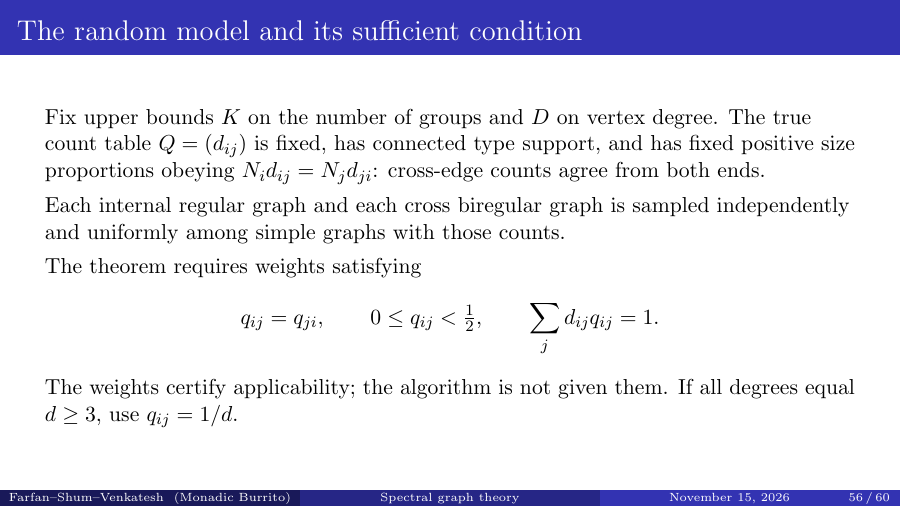 The random model and its sufficient condition
Fix upper bounds K on the number of groups and D on vertex degree. The true
count table Q = (d_{ij}) is fixed, has connected type support, and has fixed positive size
proportions obeying N_i d_{ij} = N_j d_{ji}: cross-edge counts agree from both ends.
Each internal regular graph and each cross biregular graph is sampled independently
and uniformly among simple graphs with those counts.
The theorem requires weights satisfying
q_{ij} = q_{ji}, 0 ≤ q_{ij} < 1/2, ∑_j d_{ij}q_{ij} = 1.
The weights certify applicability; the algorithm is not given them. If all degrees equal
d ≥ 3, use q_{ij} = 1/d.
Farfan–Shum–Venkatesh (Monadic Burrito) Spectral graph theory November 15, 2026 56 / 60